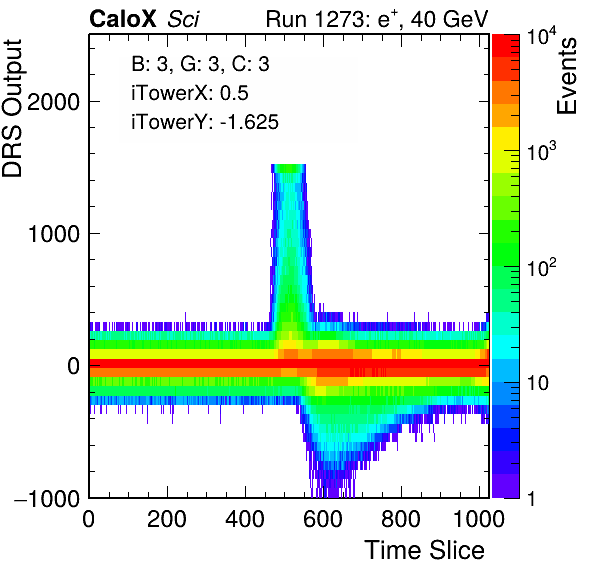 CaloX Sci Run 1273: e⁺, 40 GeV
B: 3, G: 3, C: 3
iTowerX: 0.5
iTowerY: -1.625
DRS Output
2000
1000
0
−1000
0 200 400 600 800 1000
Time Slice
Events
10⁴
10³
10²
10
1